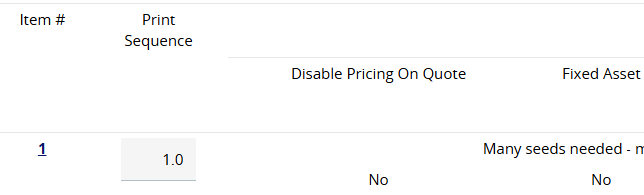 Item #
Print
Sequence
Disable Pricing On Quote
Fixed Asset
1
1.0
Many seeds needed -
No
No